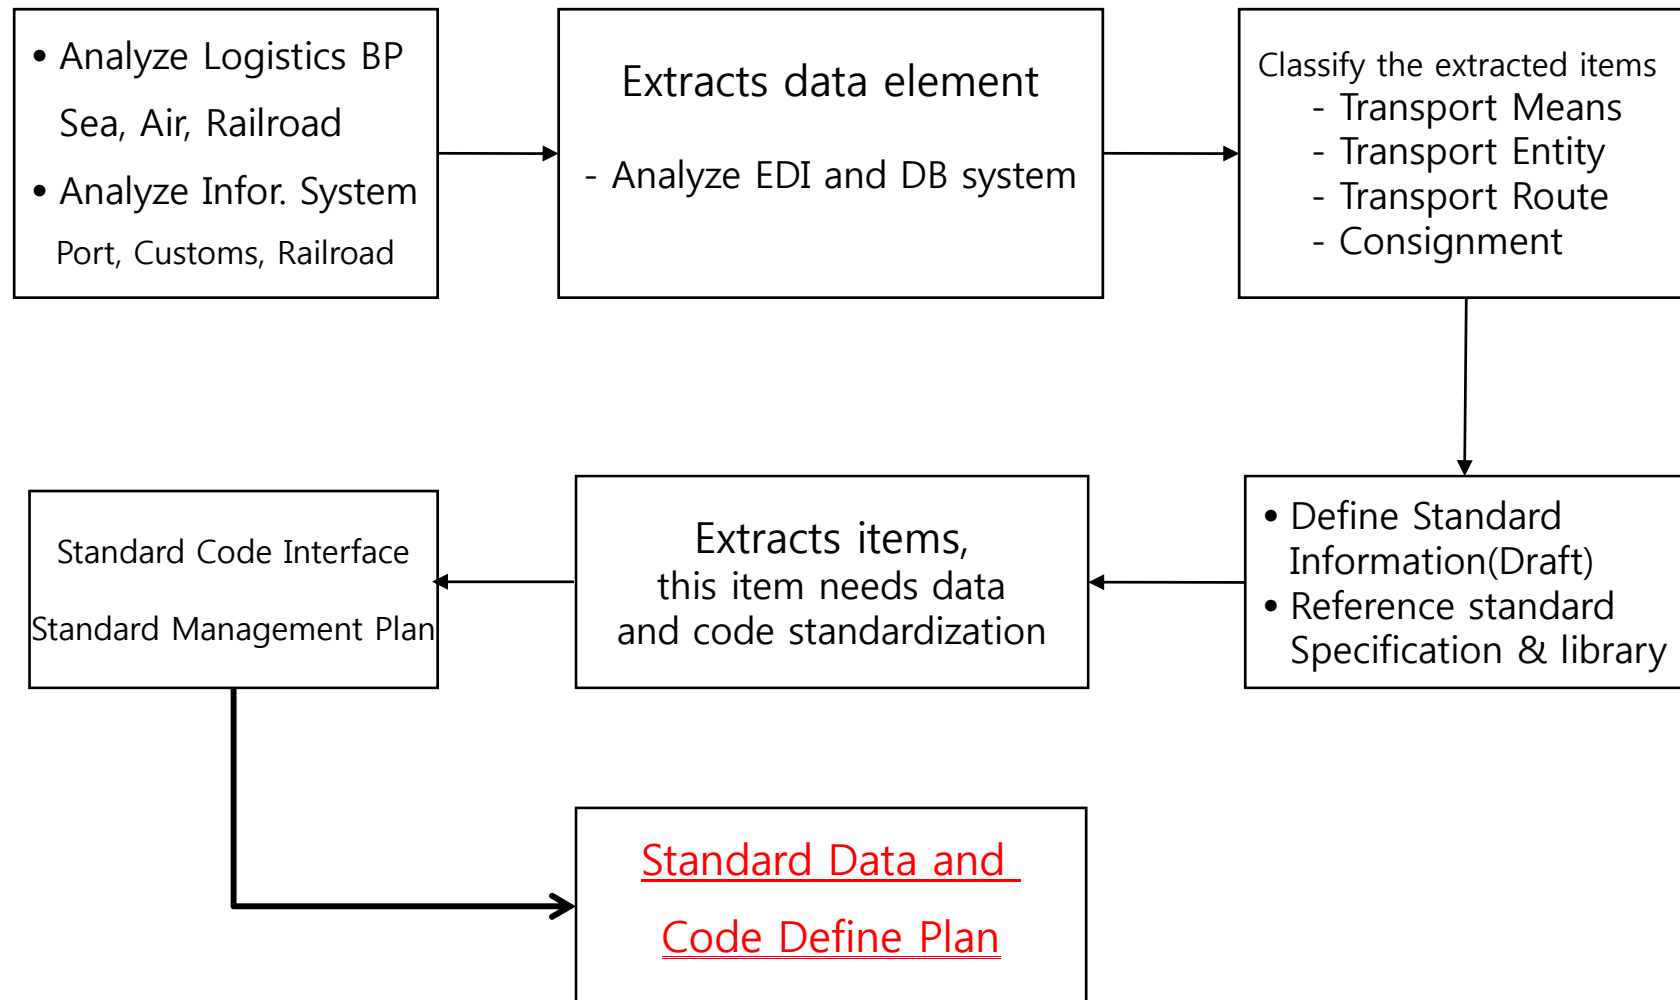 • Analyze Logistics BP
Sea, Air, Railroad
• Analyze Infor. System
Port, Customs, Railroad
Extracts data element
- Analyze EDI and DB system
Classify the extracted items
- Transport Means
- Transport Entity
- Transport Route
- Consignment
• Define Standard
Information(Draft)
• Reference standard
Specification & library
Extracts items,
this item needs data
and code standardization
Standard Code Interface
Standard Management Plan
Standard Data and
Code Define Plan